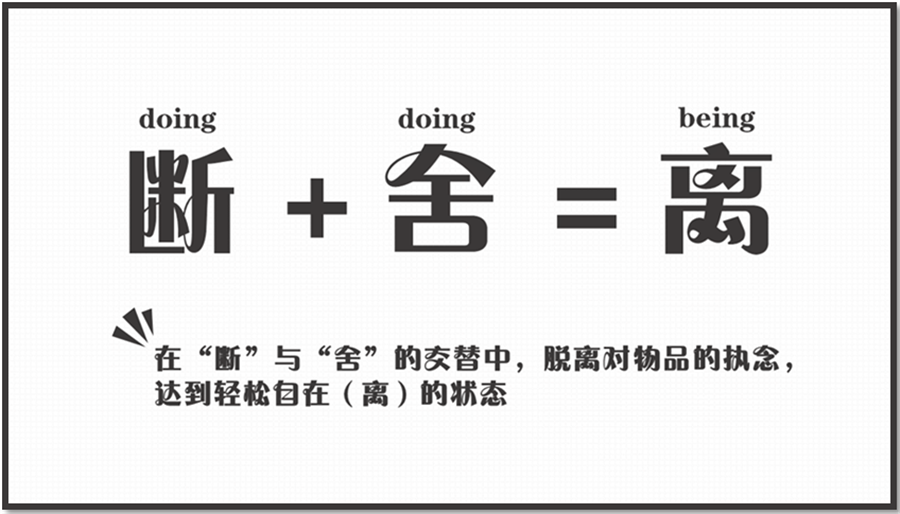 doing doing being
断 + 舍 = 离
在“断”与“舍”的交替中，脱离对物品的执念，
达到轻松自在（离）的状态